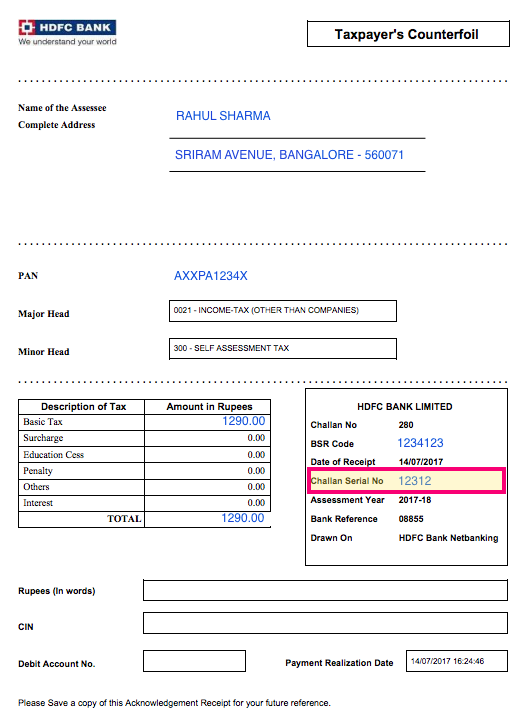 HDFC BANK
We understand your world
Taxpayer's Counterfoil
Name of the Assessee
Complete Address
RAHUL SHARMA
SRIRAM AVENUE, BANGALORE - 560071
PAN AXXPA1234X
Major Head 0021 - INCOME-TAX (OTHER THAN COMPANIES)
Minor Head 300 - SELF ASSESSMENT TAX
Description of Tax Amount in Rupees
Basic Tax 1290.00
Surcharge 0.00
Education Cess 0.00
Penalty 0.00
Others 0.00
Interest 0.00
TOTAL 1290.00
HDFC BANK LIMITED
Challan No 280
BSR Code 1234123
Date of Receipt 14/07/2017
Challan Serial No 12312
Assessment Year 2017-18
Bank Reference 08855
Drawn On HDFC Bank Netbanking
Rupees (In words)
CIN
Debit Account No. Payment Realization Date 14/07/2017 16:24:46
Please Save a copy of this Acknowledgement Receipt for your future reference.